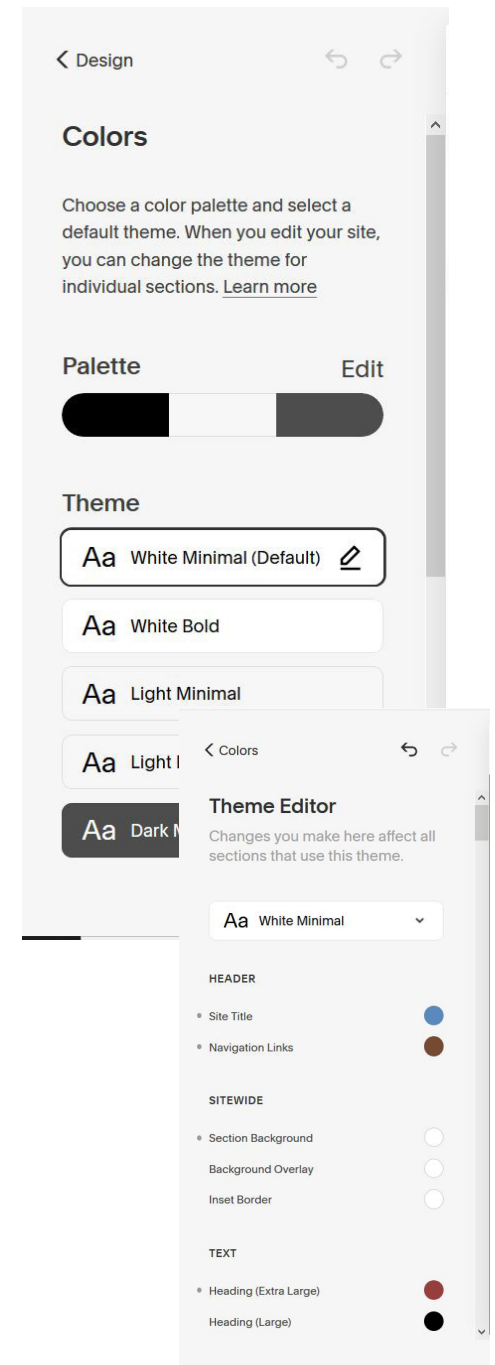 Design
Colors
Choose a color palette and select a
default theme. When you edit your site,
you can change the theme for
individual sections. Learn more
Palette
Edit
Theme
Aa White Minimal (Default)
Aa White Bold
Aa Light Minimal
Aa Light
Aa Dark
Colors
Theme Editor
Changes you make here affect all
sections that use this theme.
Aa White Minimal
HEADER
Site Title
Navigation Links
SITEWIDE
Section Background
Background Overlay
Inset Border
TEXT
Heading (Extra Large)
Heading (Large)